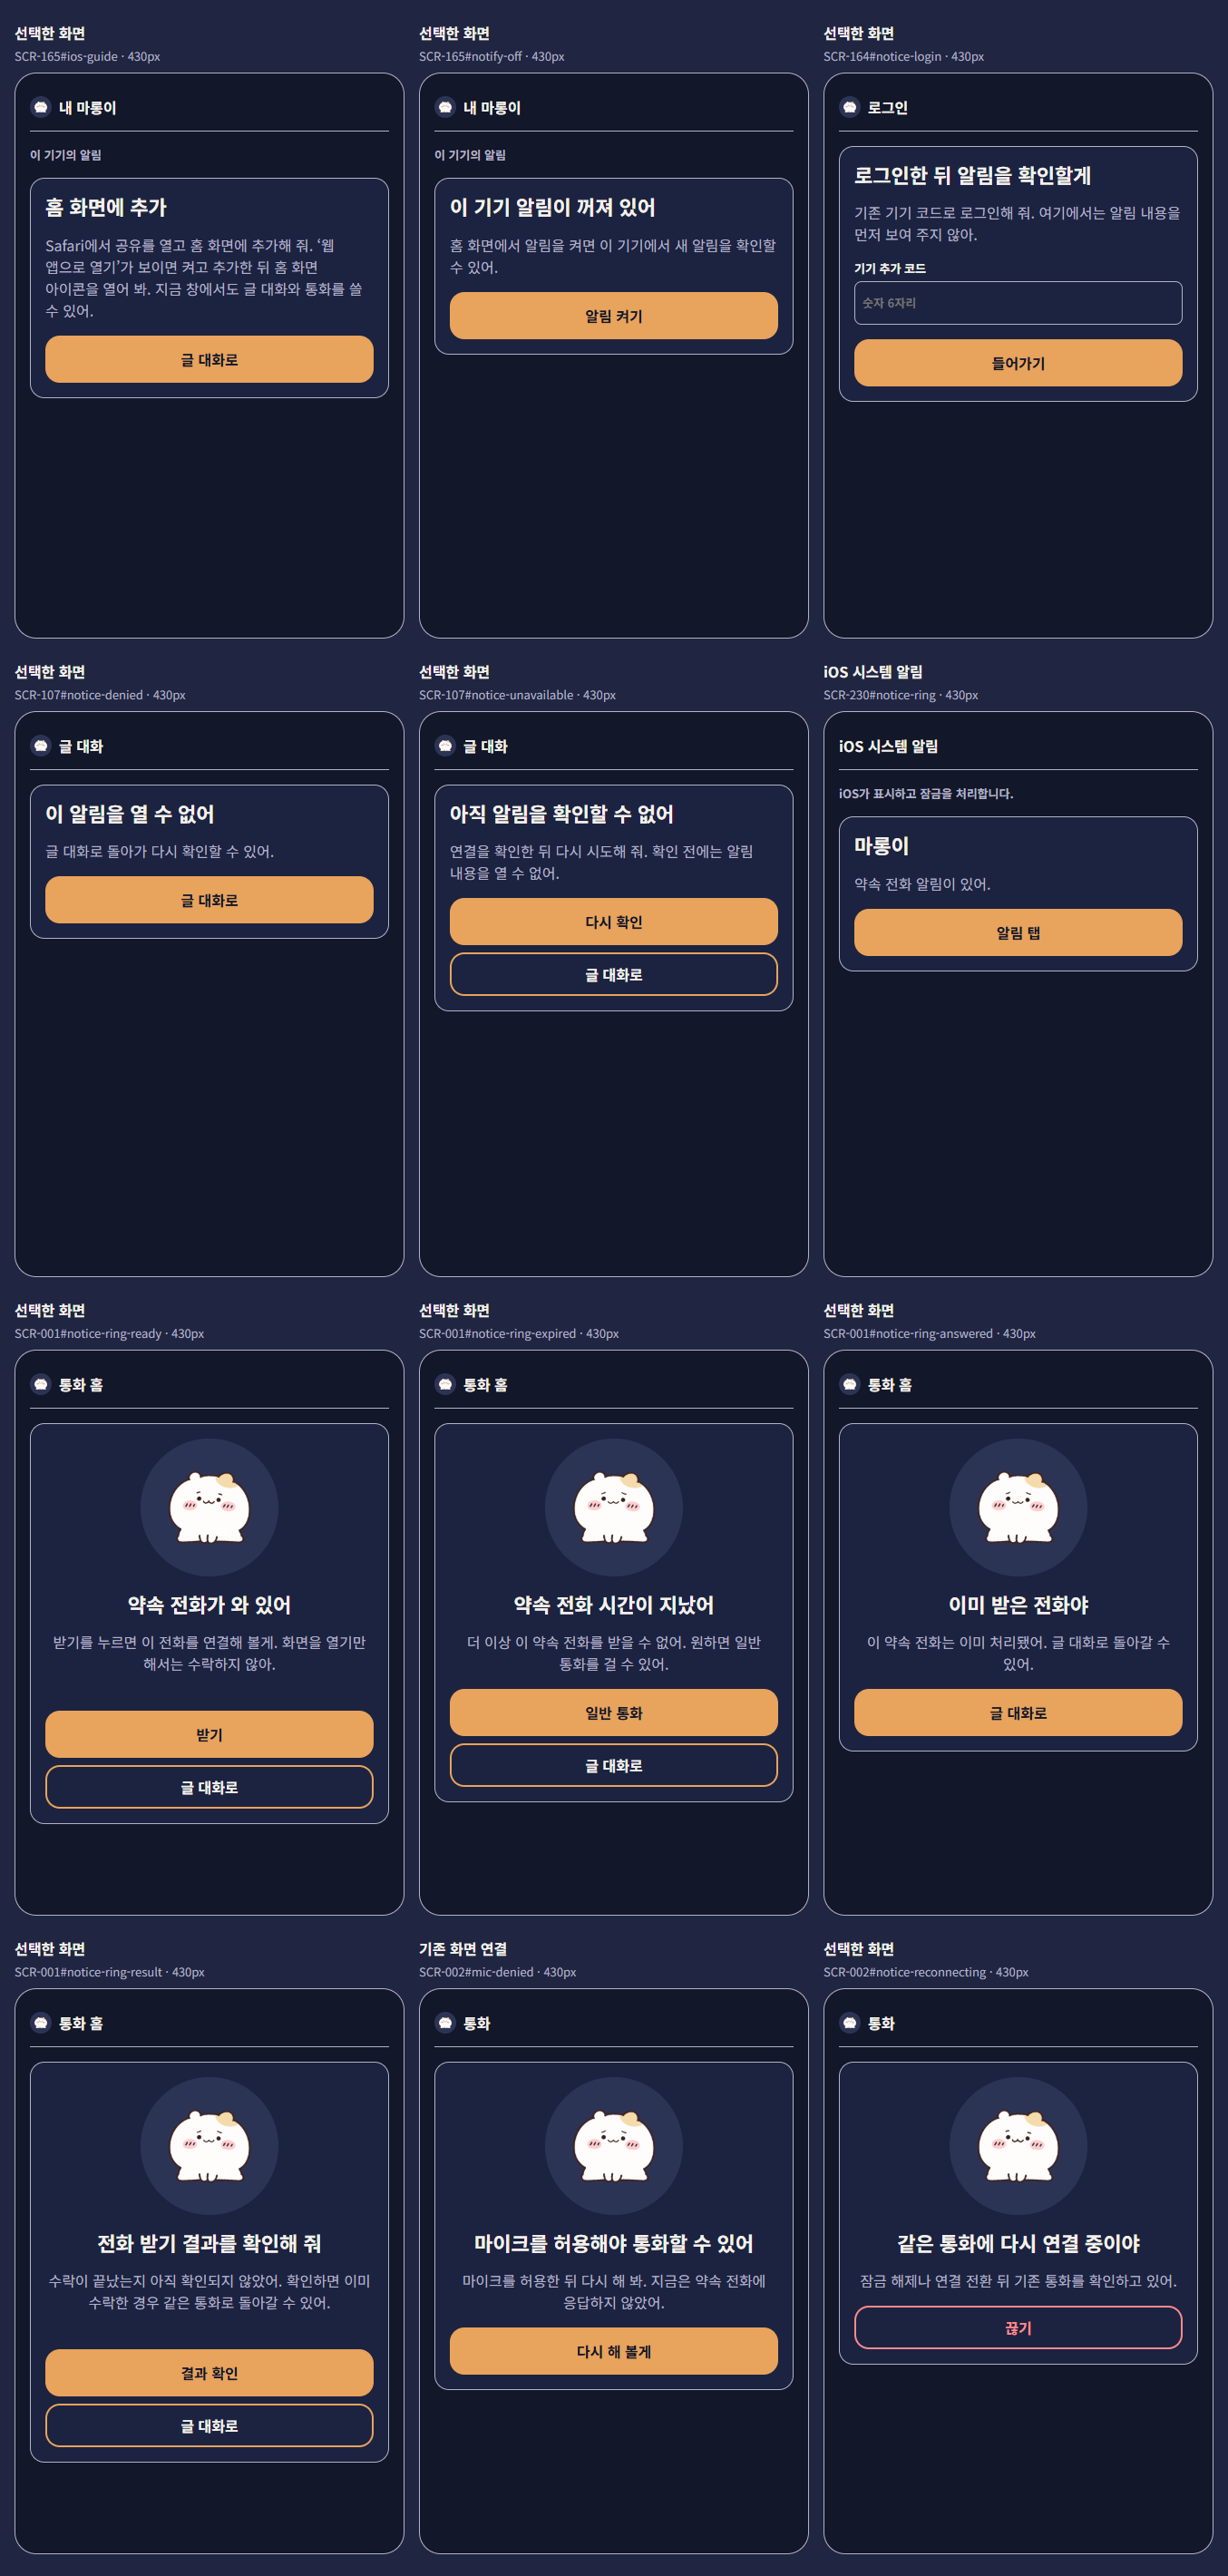 선택한 화면
SCR-165#ios-guide · 430px
내 마롱이
이 기기의 알림
홈 화면에 추가
Safari에서 공유를 열고 홈 화면에 추가해 줘. ‘웹
앱으로 열기’가 보이면 켜고 추가한 뒤 홈 화면
아이콘을 열어 봐. 지금 창에서도 글 대화와 통화를 쓸
수 있어.
글 대화로
선택한 화면
SCR-165#notify-off · 430px
내 마롱이
이 기기의 알림
이 기기 알림이 꺼져 있어
홈 화면에서 알림을 켜면 이 기기에서 새 알림을 확인할
수 있어.
알림 켜기
선택한 화면
SCR-164#notice-login · 430px
로그인
로그인한 뒤 알림을 확인할게
기존 기기 코드로 로그인해 줘. 여기에서는 알림 내용을
먼저 보여 주지 않아.
기기 추가 코드
숫자 6자리
들어가기
선택한 화면
SCR-107#notice-denied · 430px
글 대화
이 알림을 열 수 없어
글 대화로 돌아가 다시 확인할 수 있어.
글 대화로
선택한 화면
SCR-107#notice-unavailable · 430px
글 대화
아직 알림을 확인할 수 없어
연결을 확인한 뒤 다시 시도해 줘. 확인 전에는 알림
내용을 열 수 없어.
다시 확인
글 대화로
iOS 시스템 알림
SCR-230#notice-ring · 430px
iOS 시스템 알림
iOS가 표시하고 잠금을 처리합니다.
마롱이
약속 전화 알림이 있어.
알림 탭
선택한 화면
SCR-001#notice-ring-ready · 430px
통화 홈
약속 전화가 와 있어
받기를 누르면 이 전화를 연결해 볼게. 화면을 열기만
해서는 수락하지 않아.
받기
글 대화로
선택한 화면
SCR-001#notice-ring-expired · 430px
통화 홈
약속 전화 시간이 지났어
더 이상 이 약속 전화를 받을 수 없어. 원하면 일반
통화를 걸 수 있어.
일반 통화
글 대화로
선택한 화면
SCR-001#notice-ring-answered · 430px
통화 홈
이미 받은 전화야
이 약속 전화는 이미 처리됐어. 글 대화로 돌아갈 수
있어.
글 대화로
선택한 화면
SCR-001#notice-ring-result · 430px
통화 홈
전화 받기 결과를 확인해 줘
수락이 끝났는지 아직 확인되지 않았어. 확인하면 이미
수락한 경우 같은 통화로 돌아갈 수 있어.
결과 확인
글 대화로
기존 화면 연결
SCR-002#mic-denied · 430px
통화
마이크를 허용해야 통화할 수 있어
마이크를 허용한 뒤 다시 해 봐. 지금은 약속 전화에
응답하지 않았어.
다시 해 볼게
선택한 화면
SCR-002#notice-reconnecting · 430px
통화
같은 통화에 다시 연결 중이야
잠금 해제나 연결 전환 뒤 기존 통화를 확인하고 있어.
끊기